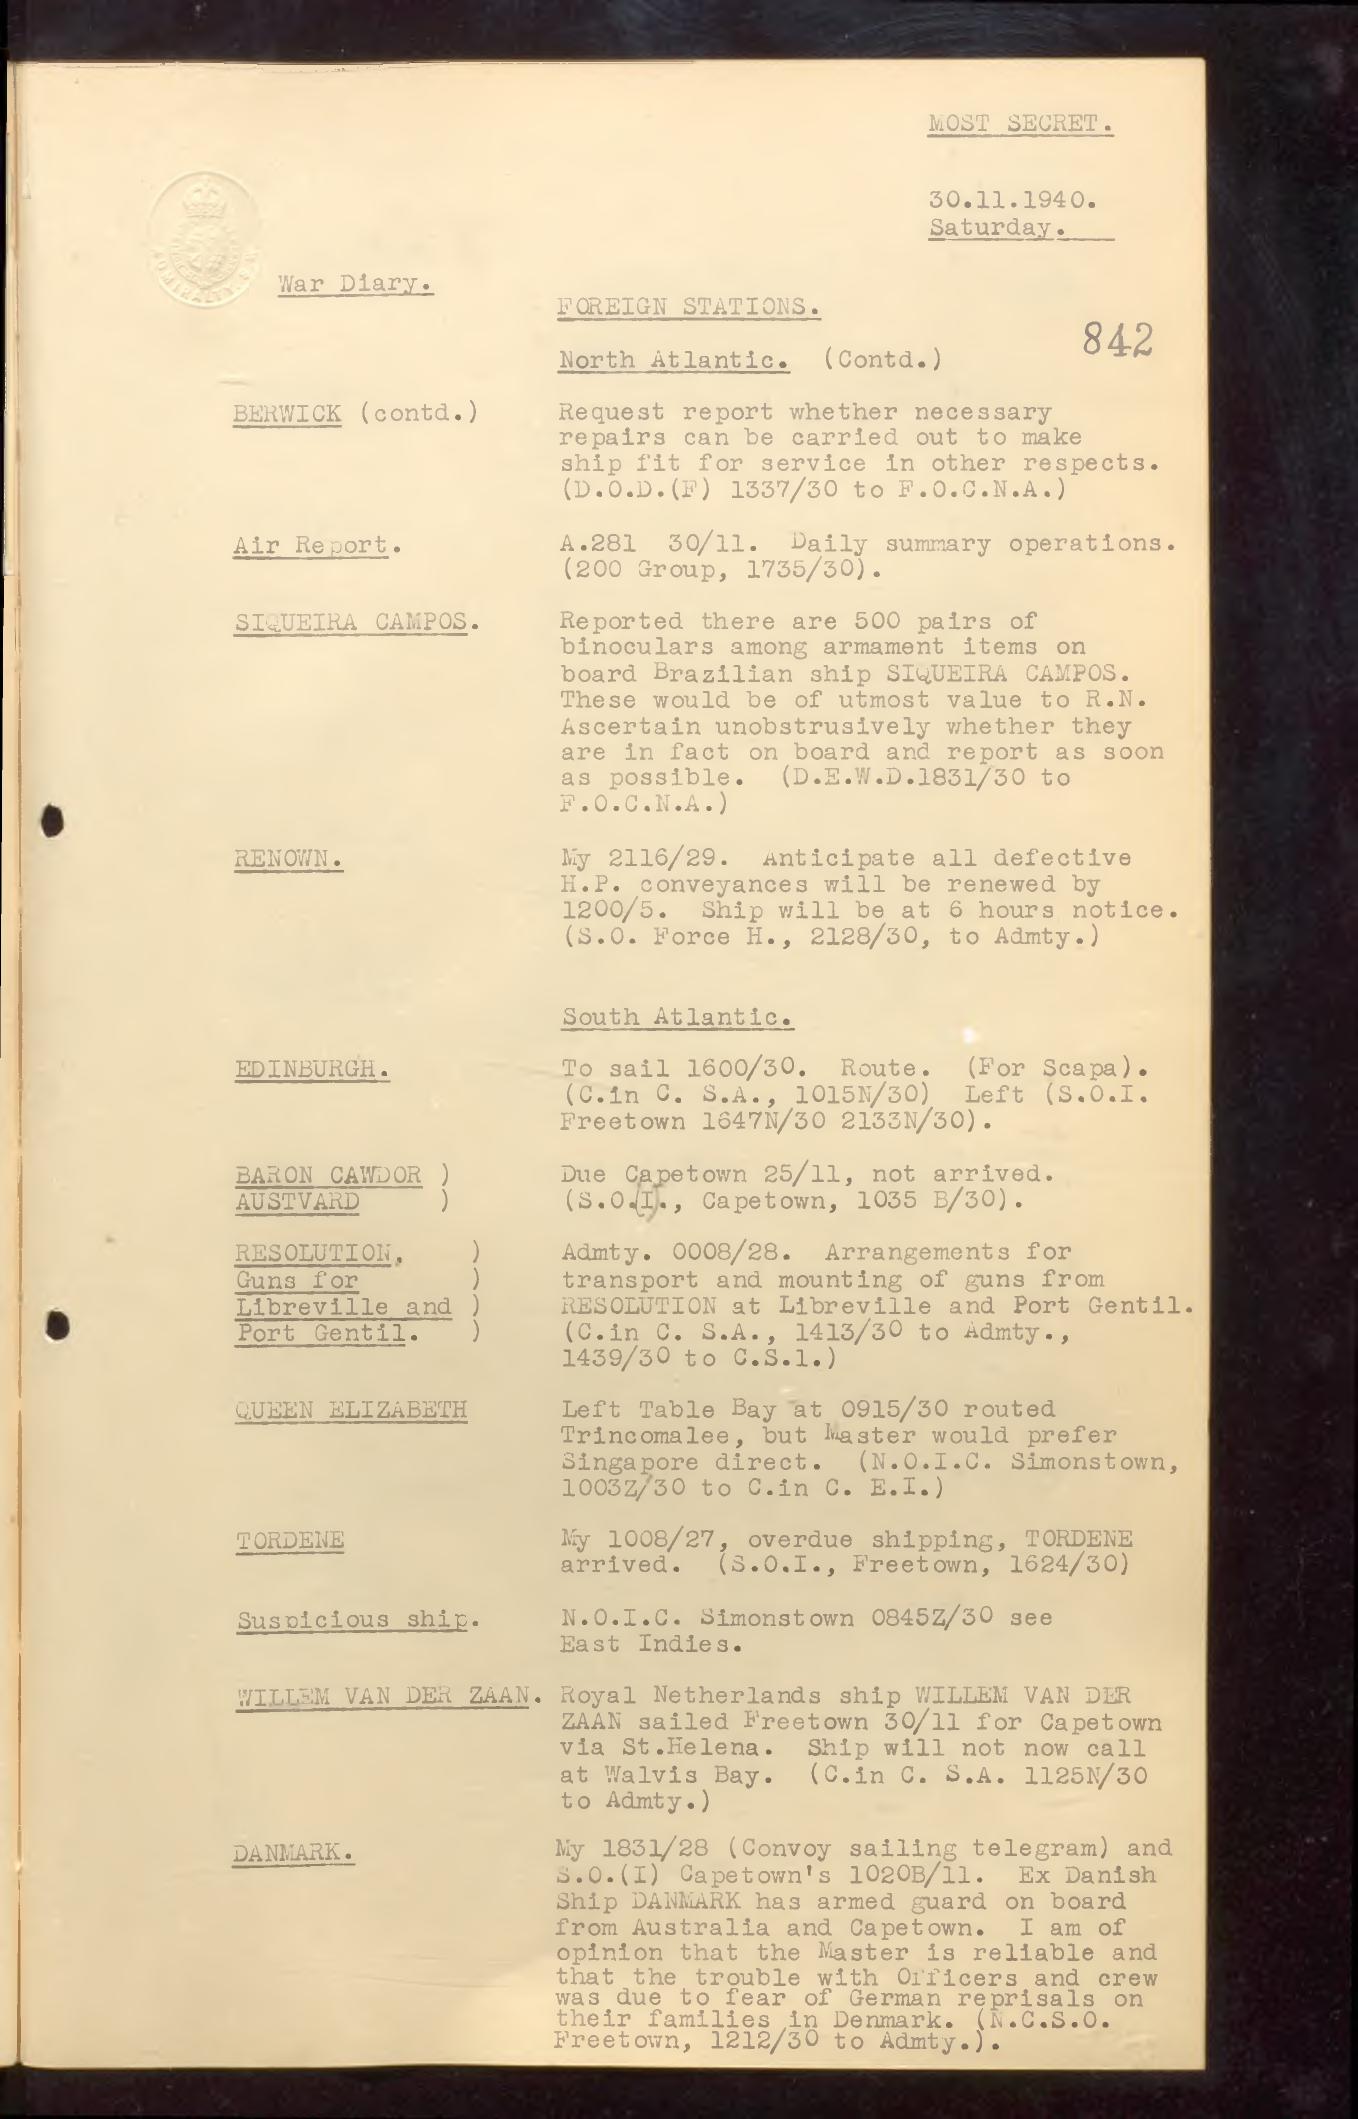 MOST SECRET.
30.11.1940.
Saturday.
War Diary.
FOREIGN STATIONS.
842
North Atlantic. (Contd.)
BERWICK (contd.)
Request report whether necessary
repairs can be carried out to make
ship fit for service in other respects.
(D.O.D.(F) 1337/30 to F.O.C.N.A.)
Air Report.
A.281 30/11. Daily summary operations.
(200 Group, 1735/30).
SIQUEIRA CAMPOS.
Reported there are 500 pairs of
binoculars among armament items on
board Brazilian ship SIQUEIRA CAMPOS.
These would be of utmost value to R.N.
Ascertain unobstrusively whether they
are in fact on board and report as soon
as possible. (D.E.W.D.1831/30 to
F.O.C.N.A.)
RENOWN.
My 2116/29. Anticipate all defective
H.P. conveyances will be renewed by
1200/5. Ship will be at 6 hours notice.
(S.O. Force H., 2128/30, to Admty.)
South Atlantic.
EDINBURGH.
To sail 1600/30. Route. (For Scapa).
(C.in C. S.A., 1015N/30) Left (S.O.I.
Freetown 1647N/30 2133N/30).
BARON CAWDOR )
AUSTVARD )
Due Capetown 25/11, not arrived.
(S.O.(I)., Capetown, 1035 B/30).
RESOLUTION. )
Guns for )
Libreville and )
Port Gentil. )
Admty. 0008/28. Arrangements for
transport and mounting of guns from
RESOLUTION at Libreville and Port Gentil.
(C.in C. S.A., 1413/30 to Admty.,
1439/30 to C.S.1.)
QUEEN ELIZABETH
Left Table Bay at 0915/30 routed
Trincomalee, but Master would prefer
Singapore direct. (N.O.I.C. Simonstown,
1003Z/30 to C.in C. E.I.)
TORDENE
My 1008/27, overdue shipping, TORDENE
arrived. (S.O.I., Freetown, 1624/30)
Suspicious ship.
N.O.I.C. Simonstown 0845Z/30 see
East Indies.
WILLEM VAN DER ZAAN.
Royal Netherlands ship WILLEM VAN DER
ZAAN sailed Freetown 30/11 for Capetown
via St.Helena. Ship will not now call
at Walvis Bay. (C.in C. S.A. 1125N/30
to Admty.)
DANMARK.
My 1831/28 (Convoy sailing telegram) and
S.O.(I) Capetown's 1020B/11. Ex Danish
Ship DANMARK has armed guard on board
from Australia and Capetown. I am of
opinion that the Master is reliable and
that the trouble with Officers and crew
was due to fear of German reprisals on
their families in Denmark. (N.C.S.O.
Freetown, 1212/30 to Admty.).